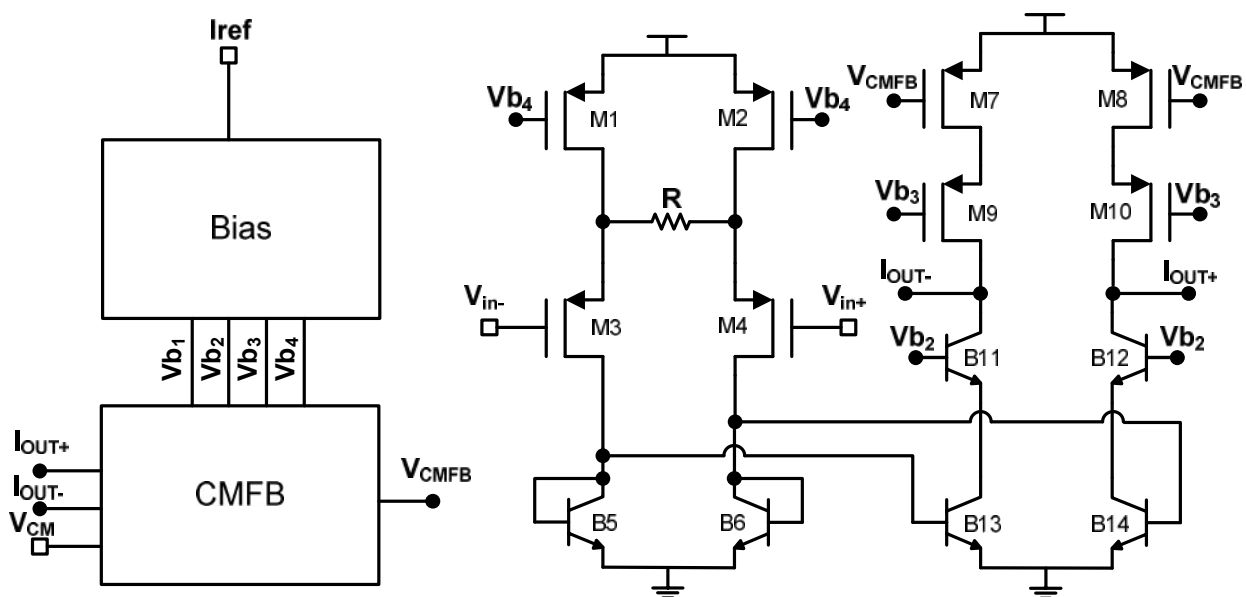 Iref
Bias
Vb1
Vb2
Vb3
Vb4
IOUT+
IOUT-
VCM
CMFB
VCMFB
Vb4
M1
M2
Vb4
R
Vin-
M3
M4
Vin+
B5
B6
VCMFB
M7
M8
VCMFB
Vb3
M9
M10
Vb3
IOUT-
IOUT+
Vb2
B11
B12
Vb2
B13
B14